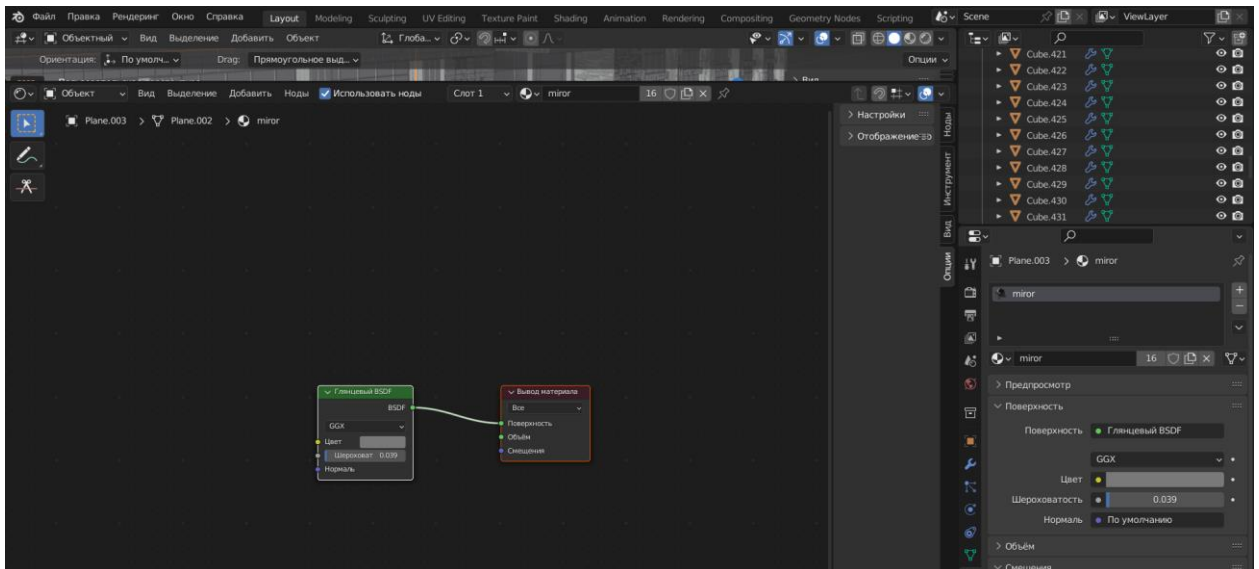 Файл Правка Рендеринг Окно Справка Layout Modeling Sculpting UV Editing Texture Paint Shading Animation Rendering Compositing Geometry Nodes Scripting Scene ViewLayer
Объектный Вид Выделение Добавить Объект Глоба...
Ориентация: По умолч... Drag: Прямоугольное выд... Опции
Объект Вид Выделение Добавить Ноды Использовать ноды Слот 1 miror 16
Plane.003 > Plane.002 > miror
Настройки
Отображение
Ноды
Инструмент
Вид
Опции
Глянцевый BSDF
BSDF
GGX
Цвет
Шероховат 0.039
Нормаль
Вывод материала
Все
Поверхность
Объём
Смещения
Cube.421
Cube.422
Cube.423
Cube.424
Cube.425
Cube.426
Cube.427
Cube.428
Cube.429
Cube.430
Cube.431
Plane.003 > miror
miror
miror 16
Предпросмотр
Поверхность
Поверхность Глянцевый BSDF
GGX
Цвет
Шероховатость 0.039
Нормаль По умолчанию
Объём
Смещения